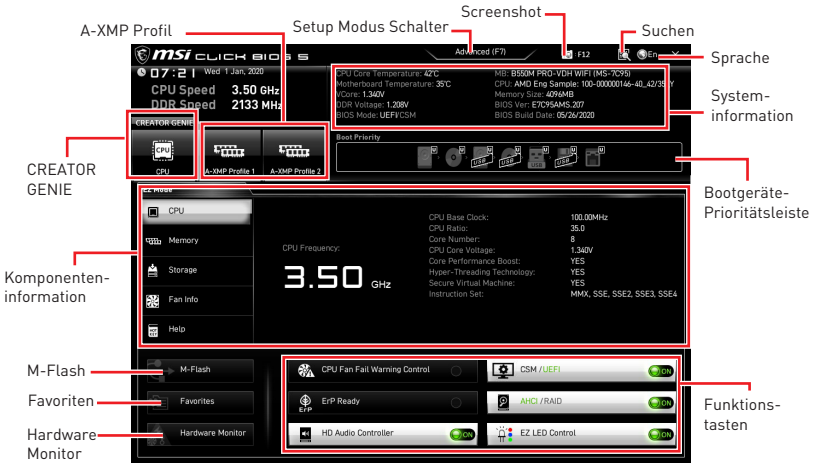 Screenshot
A-XMP Profil
Setup Modus Schalter
Suchen
msi CLICK BIOS 5
Advanced (F7)
F12
En
X
Sprache
07:21 Wed 1 Jan, 2020
CPU Speed 3.50 GHz
DDR Speed 2133 MHz
CPU Core Temperature: 42°C
Motherboard Temperature: 35°C
VCore: 1.340V
DDR Voltage: 1.208V
BIOS Mode: UEFI/CSM
MB: B550M PRO-VDH WIFI (MS-7C95)
CPU: AMD Eng Sample: 100-000000146-40_42/35_Y
Memory Size: 4096MB
BIOS Ver: E7C95AMS.207
BIOS Build Date: 05/26/2020
System-
information
CREATOR GENIE
CPU
A-XMP Profile 1
A-XMP Profile 2
Boot Priority
U U USB U USB U U USB U U
CREATOR
GENIE
Bootgeräte-
Prioritätsleiste
EZ Mode
CPU
Memory
Storage
Fan Info
Help
CPU Frequency:
3.50 GHz
CPU Base Clock: 100.00MHz
CPU Ratio: 35.0
Core Number: 8
CPU Core Voltage: 1.340V
Core Performance Boost: YES
Hyper-Threading Technology: YES
Secure Virtual Machine: YES
Instruction Set: MMX, SSE, SSE2, SSE3, SSE4
Komponenten-
information
M-Flash
Favoriten
Hardware
Monitor
M-Flash
Favorites
Hardware Monitor
CPU Fan Fail Warning Control
ErP ErP Ready
HD Audio Controller ON
CSM /UEFI ON
AHCI /RAID ON
EZ LED Control ON
Funktions-
tasten